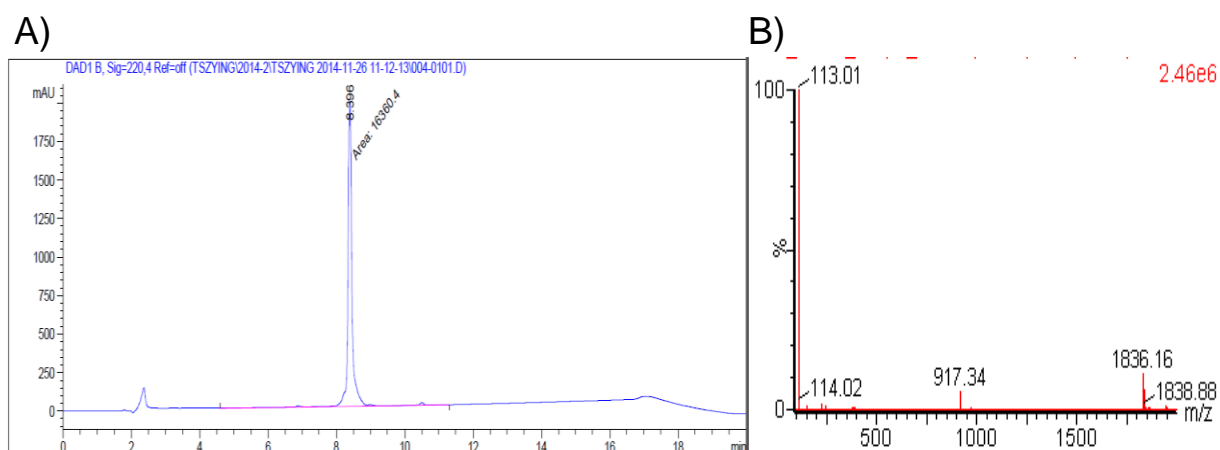 A)
B)
DAD1 B, Sig=220,4 Ref=off (TSZYING\2014-2\TSZYING 2014-11-26 11-12-13\004-0101.D)
mAU
8.396
Area: 16360.4
1750
1500
1250
1000
750
500
250
0
0 2 4 6 8 10 12 14 16 18 min
113.01
2.46e6
100
%
1836.16
917.34
114.02
1838.88
0
m/z
500 1000 1500